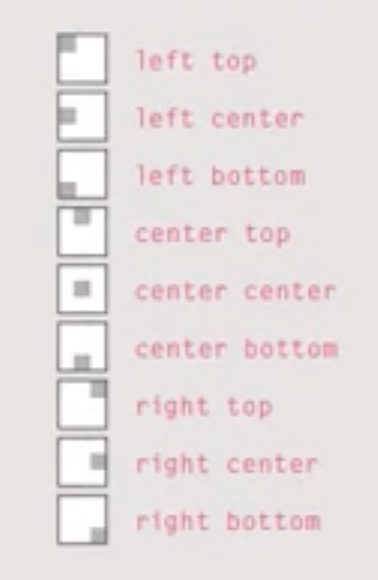 left top
left center
left bottom
center top
center center
center bottom
right top
right center
right bottom